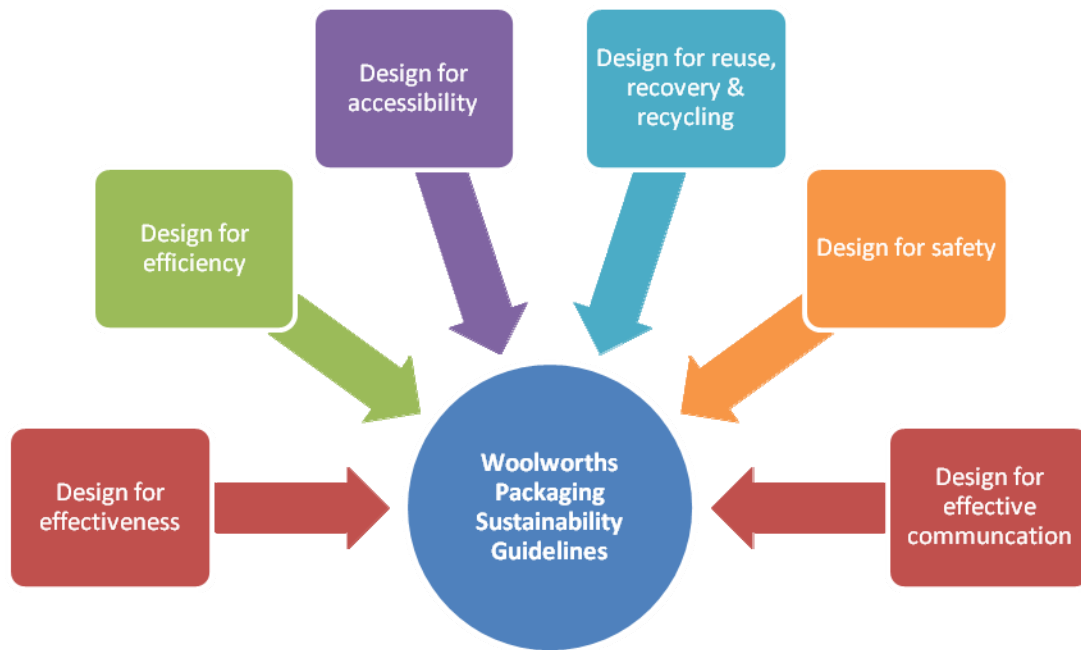 Design for
effectiveness
Design for
efficiency
Design for
accessibility
Design for reuse,
recovery &
recycling
Design for safety
Design for
effective
communcation
Woolworths
Packaging
Sustainability
Guidelines